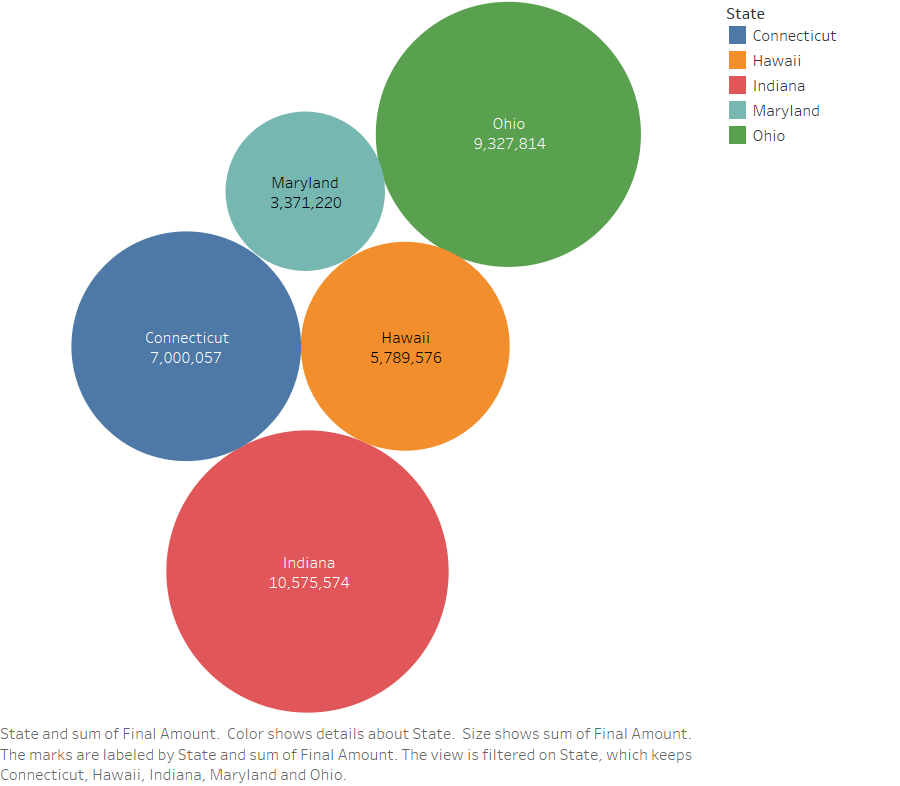 State
Connecticut
Hawaii
Indiana
Maryland
Ohio
Ohio
9,327,814
Maryland
3,371,220
Connecticut
7,000,057
Hawaii
5,789,576
Indiana
10,575,574
State and sum of Final Amount.  Color shows details about State.  Size shows sum of Final Amount.
The marks are labeled by State and sum of Final Amount. The view is filtered on State, which keeps
Connecticut, Hawaii, Indiana, Maryland and Ohio.